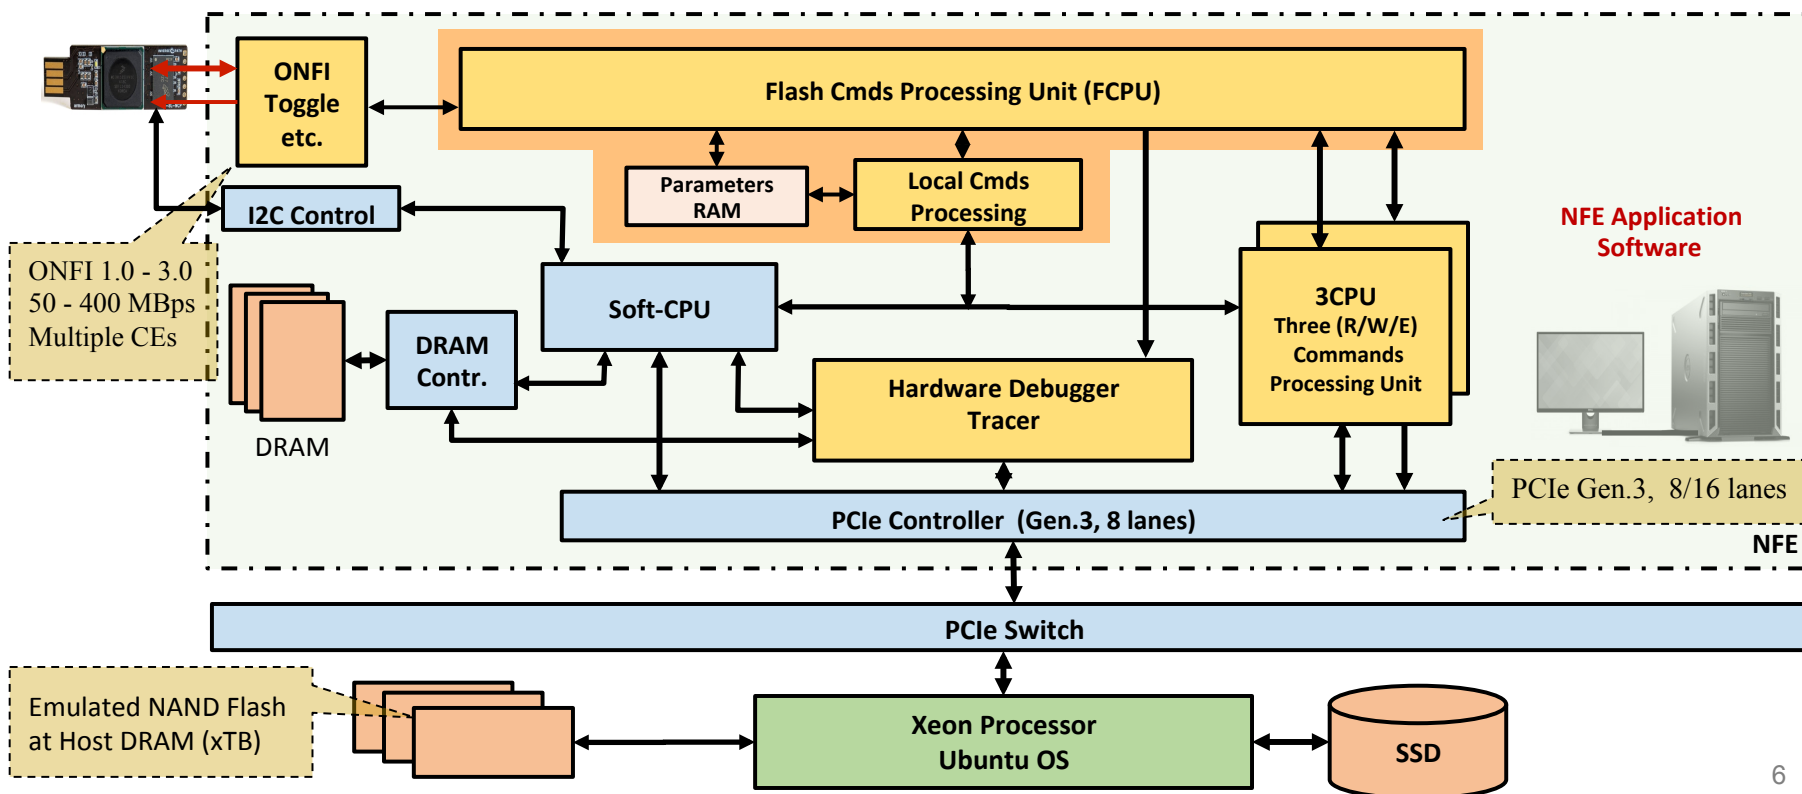 ONFI
Toggle
etc.
Flash Cmds Processing Unit (FCPU)
Parameters
RAM
Local Cmds
Processing
I2C Control
NFE Application
Software
ONFI 1.0 - 3.0
50 - 400 MBps
Multiple CEs
Soft-CPU
3CPU
Three (R/W/E)
Commands
Processing Unit
DRAM
Contr.
Hardware Debugger
Tracer
DRAM
PCIe Gen.3, 8/16 lanes
PCIe Controller (Gen.3, 8 lanes)
NFE
PCIe Switch
Emulated NAND Flash
at Host DRAM (xTB)
Xeon Processor
Ubuntu OS
SSD
6